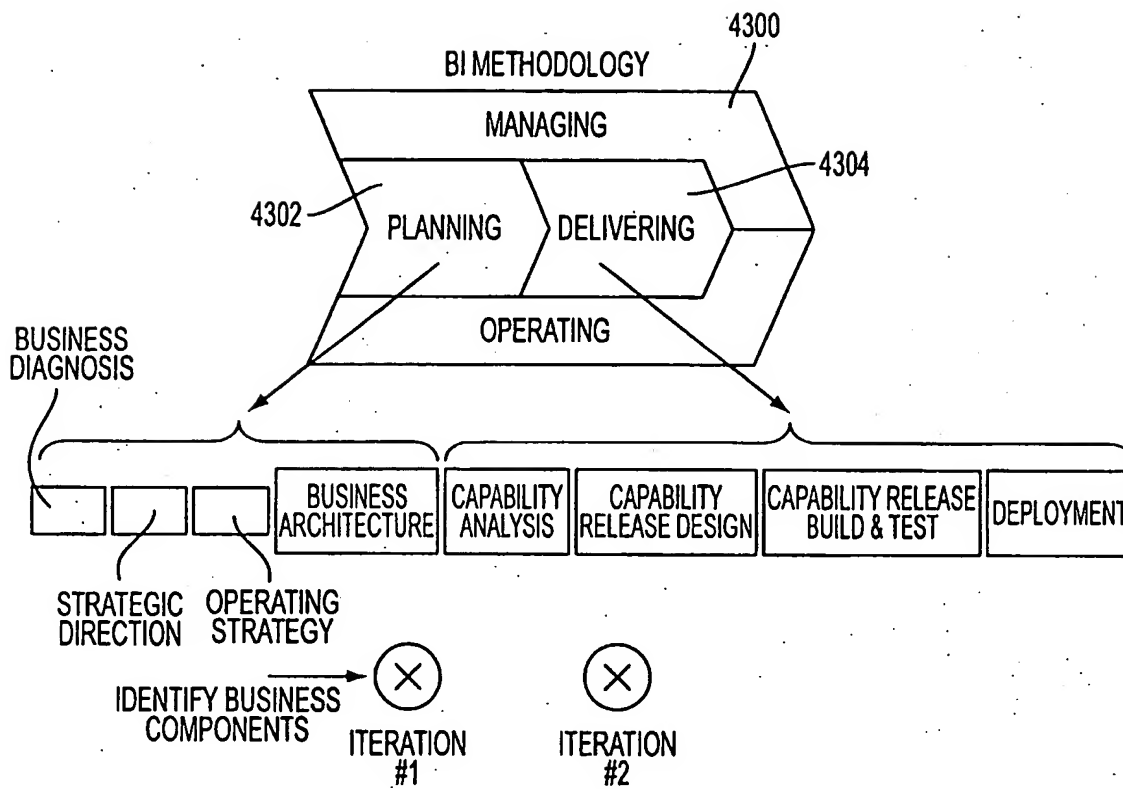 4300
BI METHODOLOGY
MANAGING
4304
4302
PLANNING
DELIVERING
OPERATING
BUSINESS
DIAGNOSIS
BUSINESS
ARCHITECTURE
CAPABILITY
ANALYSIS
CAPABILITY
RELEASE DESIGN
CAPABILITY RELEASE
BUILD & TEST
DEPLOYMENT
STRATEGIC
DIRECTION
OPERATING
STRATEGY
IDENTIFY BUSINESS
COMPONENTS
ITERATION
#1
ITERATION
#2